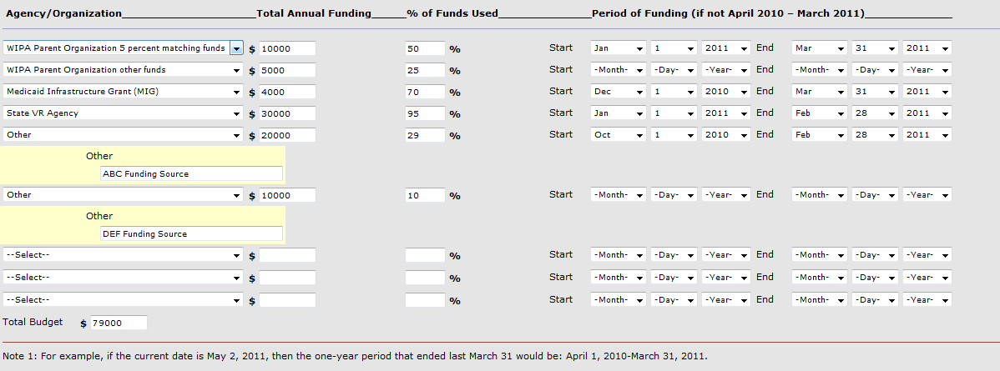 Agency/Organization Total Annual Funding % of Funds Used Period of Funding (if not April 2010 – March 2011)
WIPA Parent Organization 5 percent matching funds $ 10000 50 % Start Jan 1 2011 End Mar 31 2011
WIPA Parent Organization other funds $ 5000 25 % Start -Month- -Day- -Year- End -Month- -Day- -Year-
Medicaid Infrastructure Grant (MIG) $ 4000 70 % Start Dec 1 2010 End Mar 31 2011
State VR Agency $ 30000 95 % Start Jan 1 2011 End Feb 28 2011
Other $ 20000 29 % Start Oct 1 2010 End Feb 28 2011
Other
ABC Funding Source
Other $ 10000 10 % Start -Month- -Day- -Year- End -Month- -Day- -Year-
Other
DEF Funding Source
--Select-- $ % Start -Month- -Day- -Year- End -Month- -Day- -Year-
--Select-- $ % Start -Month- -Day- -Year- End -Month- -Day- -Year-
--Select-- $ % Start -Month- -Day- -Year- End -Month- -Day- -Year-
Total Budget $ 79000
Note 1: For example, if the current date is May 2, 2011, then the one-year period that ended last March 31 would be: April 1, 2010-March 31, 2011.